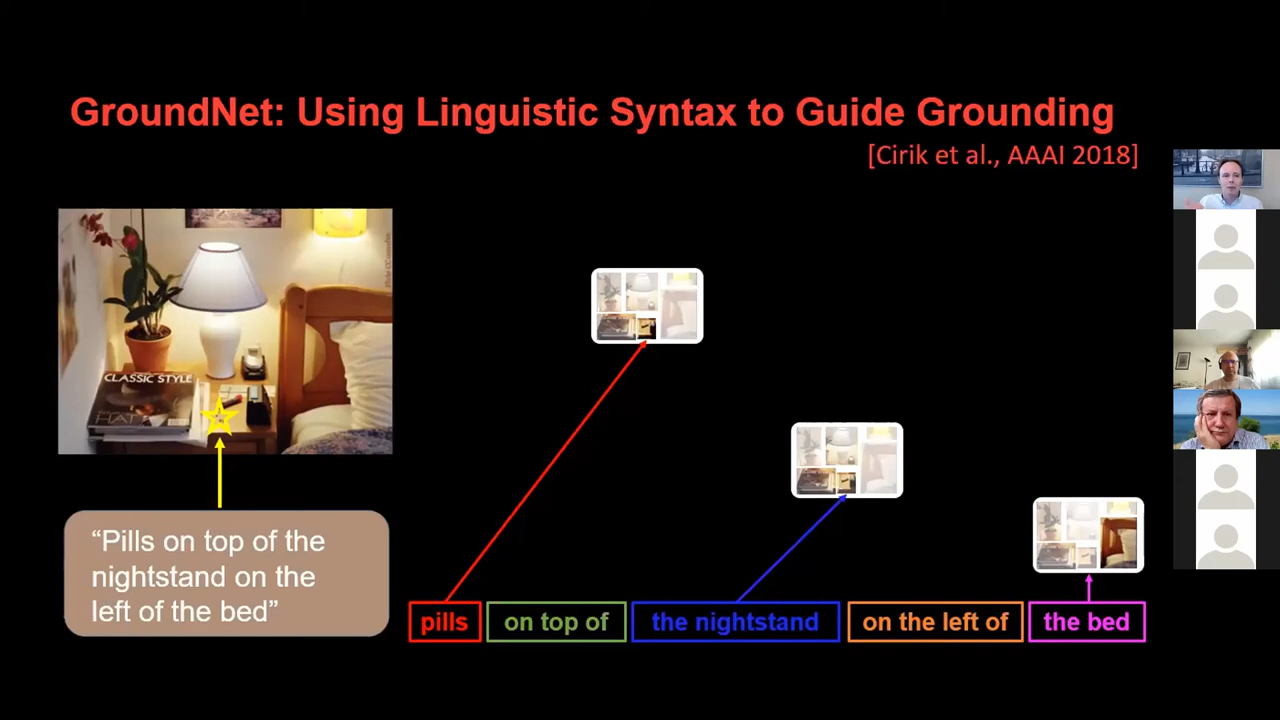 GroundNet: Using Linguistic Syntax to Guide Grounding
[Cirik et al., AAAI 2018]
CLASSIC STYLE
HAT
“Pills on top of the
nightstand on the
left of the bed”
pills on top of the nightstand on the left of the bed